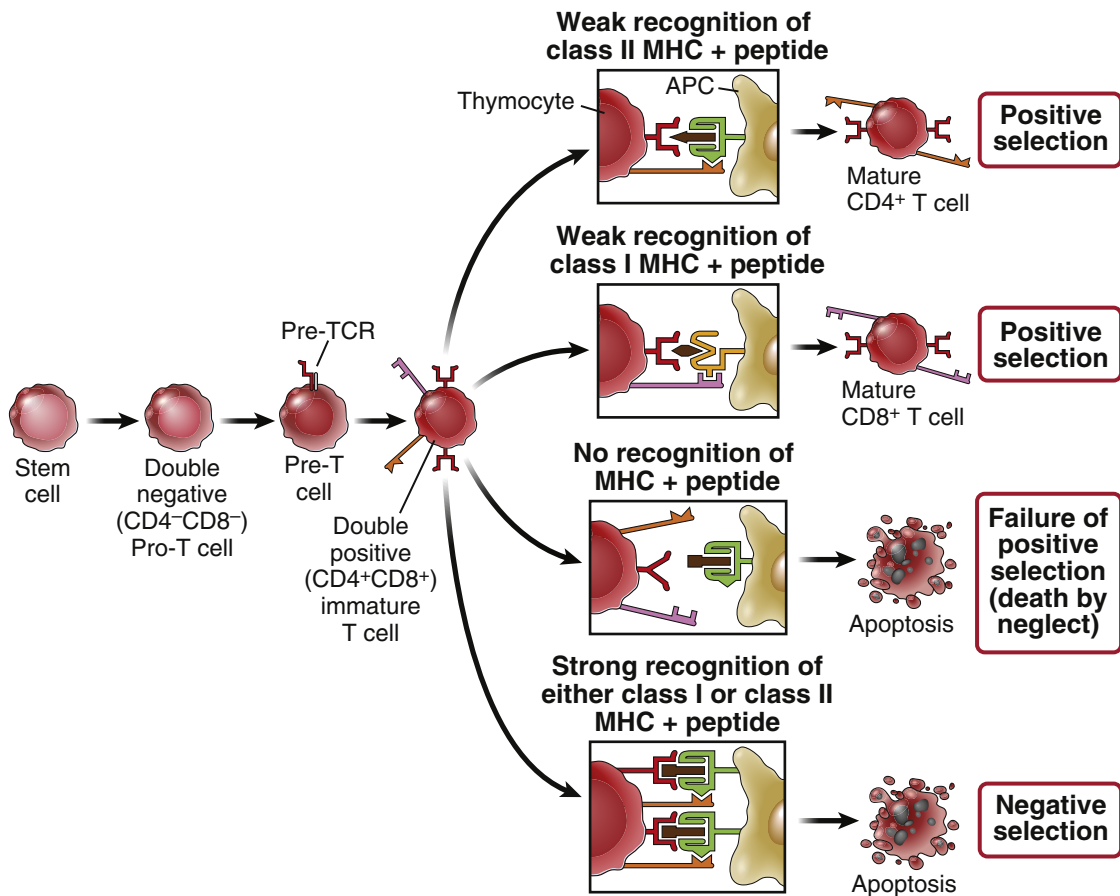 Weak recognition of
class II MHC + peptide
Thymocyte
APC
Mature
CD4⁺ T cell
Positive
selection
Weak recognition of
class I MHC + peptide
Mature
CD8⁺ T cell
Positive
selection
Pre-TCR
Stem
cell
Double
negative
(CD4⁻CD8⁻)
Pro-T cell
Pre-T
cell
Double
positive
(CD4⁺CD8⁺)
immature
T cell
No recognition of
MHC + peptide
Apoptosis
Failure of
positive
selection
(death by
neglect)
Strong recognition of
either class I or class II
MHC + peptide
Apoptosis
Negative
selection